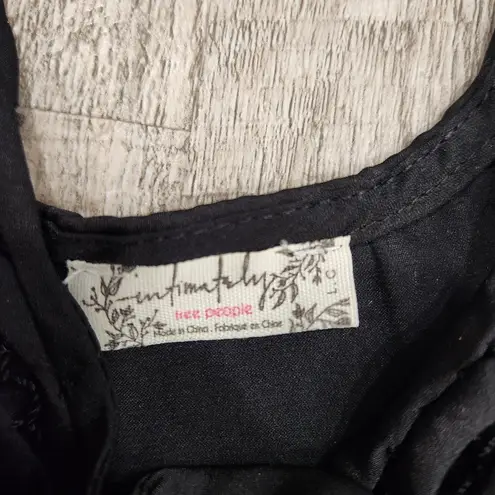 intimately
free people
Made in China . Fabriqué en Chine
L.G